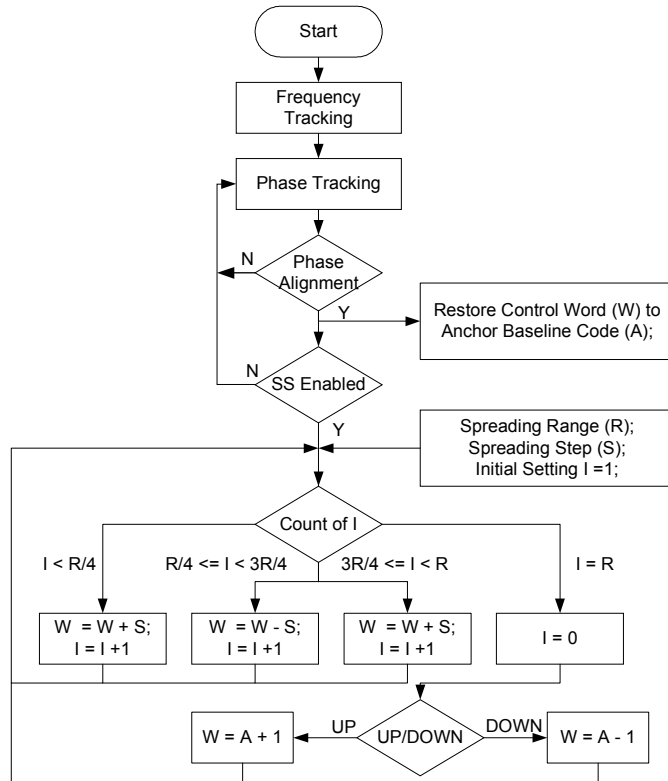 Start
Frequency
Tracking
Phase Tracking
N
Phase
Alignment
Y
Restore Control Word (W) to
Anchor Baseline Code (A);
N
SS Enabled
Y
Spreading Range (R);
Spreading Step (S);
Initial Setting I =1;
Count of I
I < R/4
R/4 <= I < 3R/4
3R/4 <= I < R
I = R
W = W + S;
I = I +1
W = W - S;
I = I +1
W = W + S;
I = I +1
I = 0
W = A + 1
UP
UP/DOWN
DOWN
W = A - 1